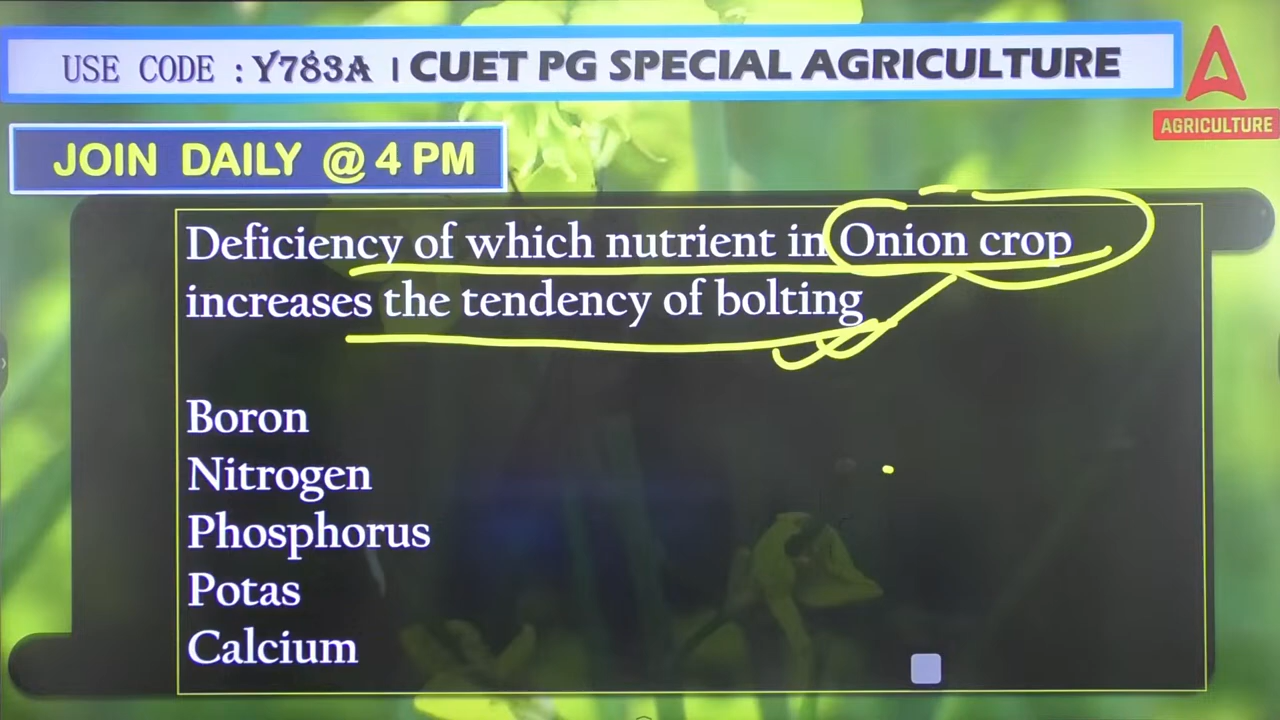 USE CODE : Y783A | CUET PG SPECIAL AGRICULTURE
AGRICULTURE
JOIN DAILY @ 4 PM
Deficiency of which nutrient in Onion crop
increases the tendency of bolting
Boron
Nitrogen
Phosphorus
Potas
Calcium